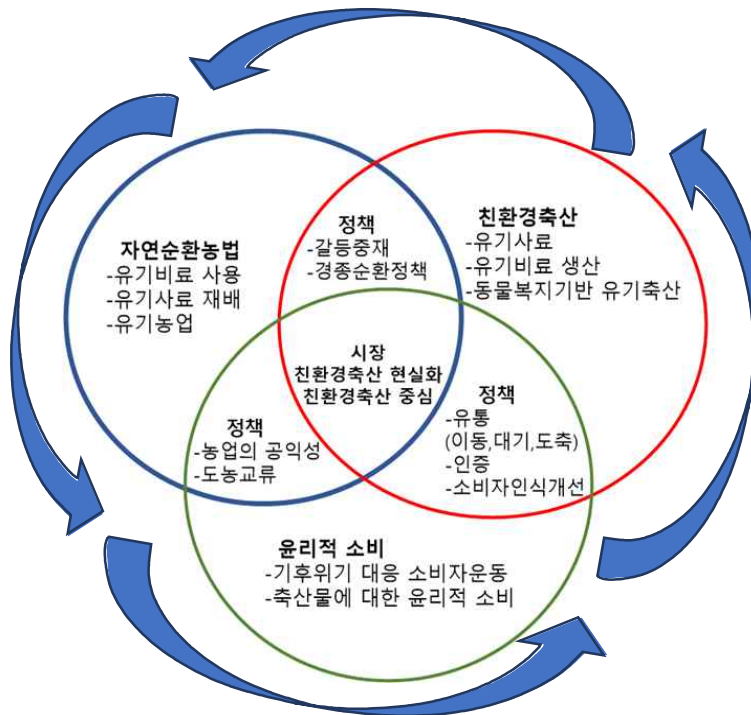 자연순환농법
-유기비료 사용
-유기사료 재배
-유기농업
정책
-갈등중재
-경종순환정책
친환경축산
-유기사료
-유기비료 생산
-동물복지기반 유기축산
시장
친환경축산 현실화
친환경축산 중심
정책
-농업의 공익성
-도농교류
정책
-유통
(이동,대기,도축)
-인증
-소비자인식개선
윤리적 소비
-기후위기 대응 소비자운동
-축산물에 대한 윤리적 소비